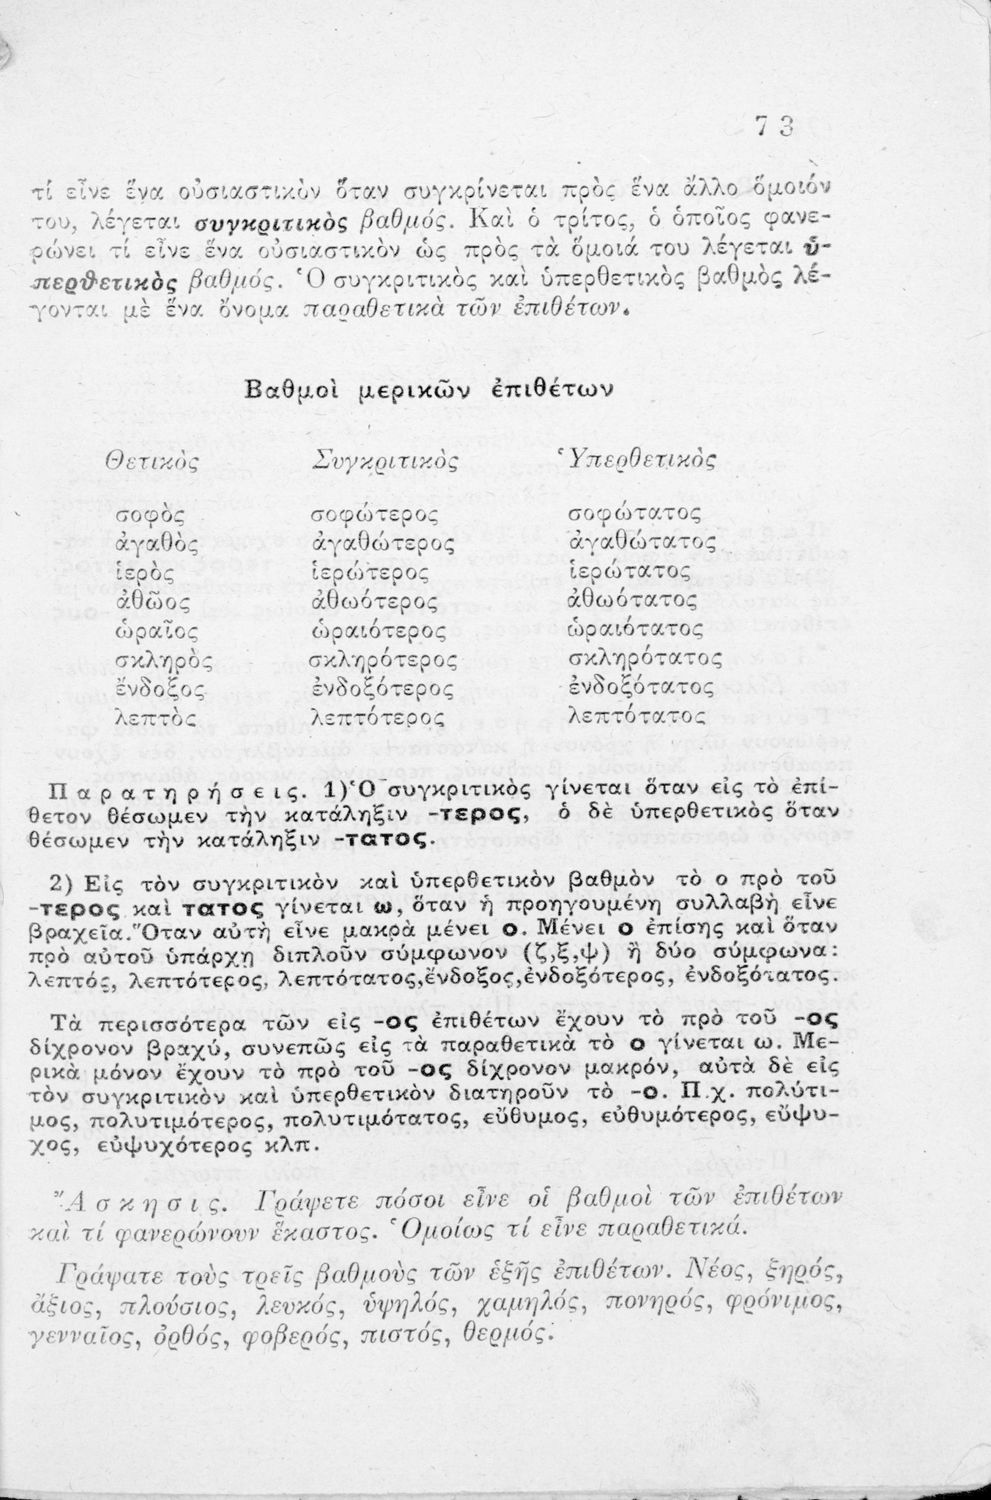 73
τί εἶνε ἕνα οὐσιαστικὸν ὅταν συγκρίνεται πρὸς ἕνα ἄλλο ὅμοιόν
του, λέγεται συγκριτικὸς βαθμός. Καὶ ὁ τρίτος, ὁ ὁποῖος φανε-
ρώνει τί εἶνε ἕνα οὐσιαστικὸν ὡς πρὸς τὰ ὅμοιά του λέγεται ὑ-
περθετικὸς βαθμός. Ὁ συγκριτικὸς καὶ ὑπερθετικὸς βαθμὸς λέ-
γονται μὲ ἕνα ὄνομα παραθετικὰ τῶν ἐπιθέτων.
Βαθμοὶ μερικῶν ἐπιθέτων
Θετικὸς Συγκριτικὸς Ὑπερθετικὸς
σοφὸς σοφώτερος σοφώτατος
ἀγαθὸς ἀγαθώτερος ἀγαθώτατος
ἱερὸς ἱερώτερος ἱερώτατος
ἀθῶος ἀθωότερος ἀθωότατος
ὡραῖος ὡραιότερος ὡραιότατος
σκληρὸς σκληρότερος σκληρότατος
ἔνδοξος ἐνδοξότερος ἐνδοξότατος
λεπτὸς λεπτότερος λεπτότατος
Παρατηρήσεις. 1) Ὁ συγκριτικὸς γίνεται ὅταν εἰς τὸ ἐπί-
θετον θέσωμεν τὴν κατάληξιν -τερος, ὁ δὲ ὑπερθετικὸς ὅταν
θέσωμεν τὴν κατάληξιν -τατος.
2) Εἰς τὸν συγκριτικὸν καὶ ὑπερθετικὸν βαθμὸν τὸ ο πρὸ τοῦ
-τερος καὶ τατος γίνεται ω, ὅταν ἡ προηγουμένη συλλαβὴ εἶνε
βραχεῖα. Ὅταν αὐτὴ εἶνε μακρὰ μένει ο. Μένει ο ἐπίσης καὶ ὅταν
πρὸ αὐτοῦ ὑπάρχῃ διπλοῦν σύμφωνον (ζ,ξ,ψ) ἢ δύο σύμφωνα:
λεπτός, λεπτότερος, λεπτότατος,ἔνδοξος,ἐνδοξότερος, ἐνδοξότατος.
Τὰ περισσότερα τῶν εἰς -ος ἐπιθέτων ἔχουν τὸ πρὸ τοῦ -ος
δίχρονον βραχύ, συνεπῶς εἰς τὰ παραθετικὰ τὸ ο γίνεται ω. Με-
ρικὰ μόνον ἔχουν τὸ πρὸ τοῦ -ος δίχρονον μακρόν, αὐτὰ δὲ εἰς
τὸν συγκριτικὸν καὶ ὑπερθετικὸν διατηροῦν τὸ -ο. Π.χ. πολύτι-
μος, πολυτιμότερος, πολυτιμότατος, εὔθυμος, εὐθυμότερος, εὔψυ-
χος, εὐψυχότερος κλπ.
Ἄσκησις. Γράψετε πόσοι εἶνε οἱ βαθμοὶ τῶν ἐπιθέτων
καὶ τί φανερώνουν ἕκαστος. Ὁμοίως τί εἶνε παραθετικά.
Γράψατε τοὺς τρεῖς βαθμοὺς τῶν ἑξῆς ἐπιθέτων. Νέος, ξηρός,
ἄξιος, πλούσιος, λευκός, ὑψηλός, χαμηλός, πονηρός, φρόνιμος,
γενναῖος, ὀρθός, φοβερός, πιστός, θερμός.